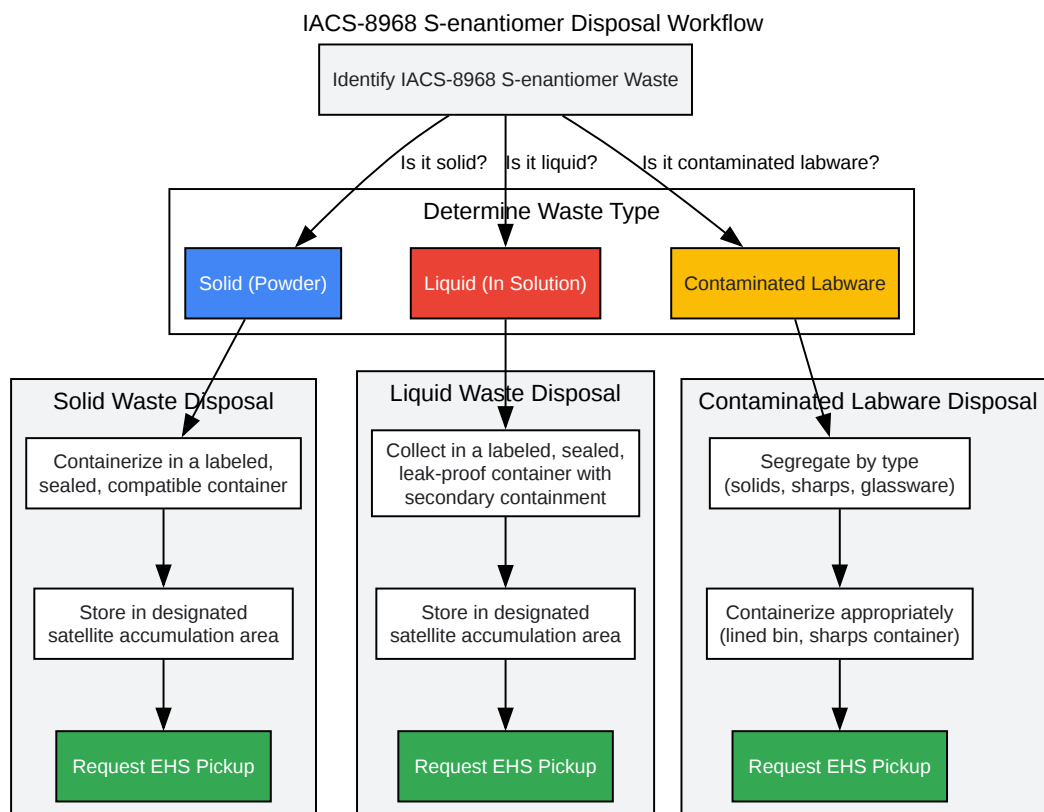 IACS-8968 S-enantiomer Disposal Workflow
Identify IACS-8968 S-enantiomer Waste
Is it solid?
Is it liquid?
Is it contaminated labware?
Determine Waste Type
Solid (Powder)
Liquid (In Solution)
Contaminated Labware
Solid Waste Disposal
Containerize in a labeled,
sealed, compatible container
Store in designated
satellite accumulation area
Request EHS Pickup
Liquid Waste Disposal
Collect in a labeled, sealed,
leak-proof container with
secondary containment
Store in designated
satellite accumulation area
Request EHS Pickup
Contaminated Labware Disposal
Segregate by type
(solids, sharps, glassware)
Containerize appropriately
(lined bin, sharps container)
Request EHS Pickup